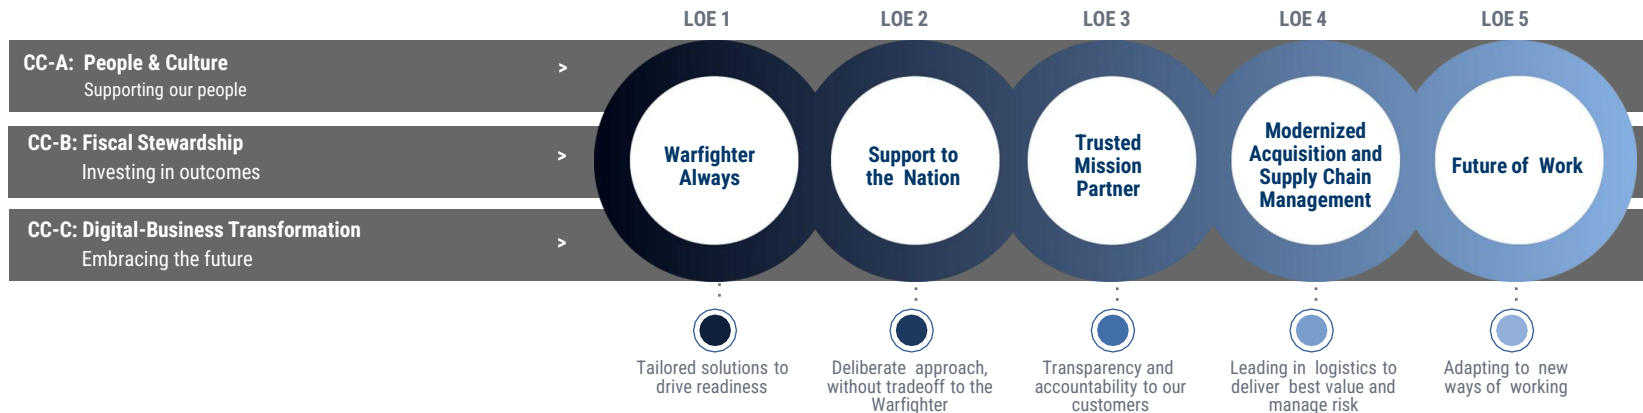 LOE 1
LOE 2
LOE 3
LOE 4
LOE 5
CC-A: People & Culture
Supporting our people
>
CC-B: Fiscal Stewardship
Investing in outcomes
>
CC-C: Digital-Business Transformation
Embracing the future
>
Warfighter
Always
Support to
the Nation
Trusted
Mission
Partner
Modernized
Acquisition and
Supply Chain
Management
Future of Work
Tailored solutions to
drive readiness
Deliberate approach,
without tradeoff to the
Warfighter
Transparency and
accountability to our
customers
Leading in logistics to
deliver best value and
manage risk
Adapting to new
ways of working